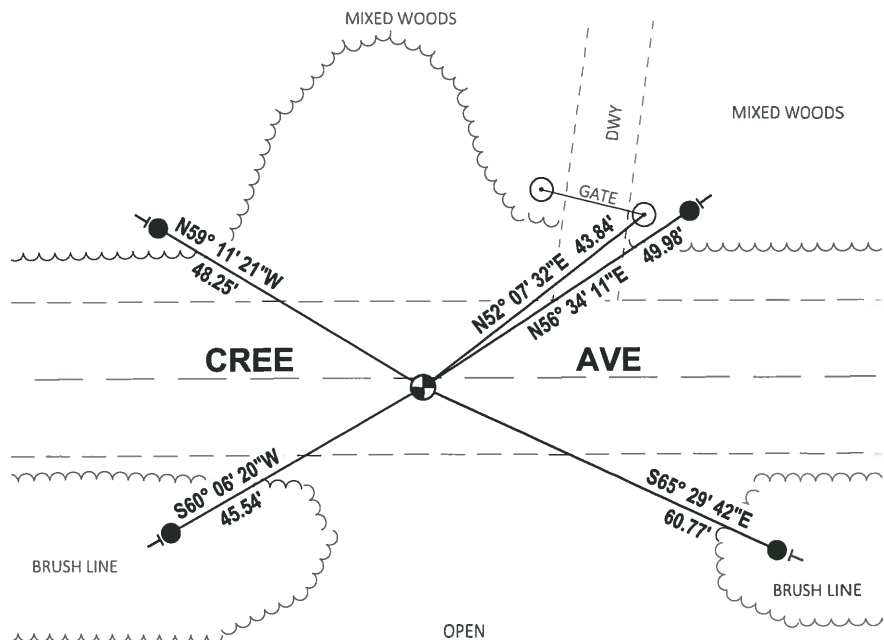 MIXED WOODS
MIXED WOODS
DWY
GATE
N59° 11' 21"W
48.25'
N52° 07' 32"E 43.84'
N56° 34' 11"E 49.98'
CREE AVE
S60° 06' 20"W
45.54'
S65° 29' 42"E
60.77'
BRUSH LINE
BRUSH LINE
OPEN